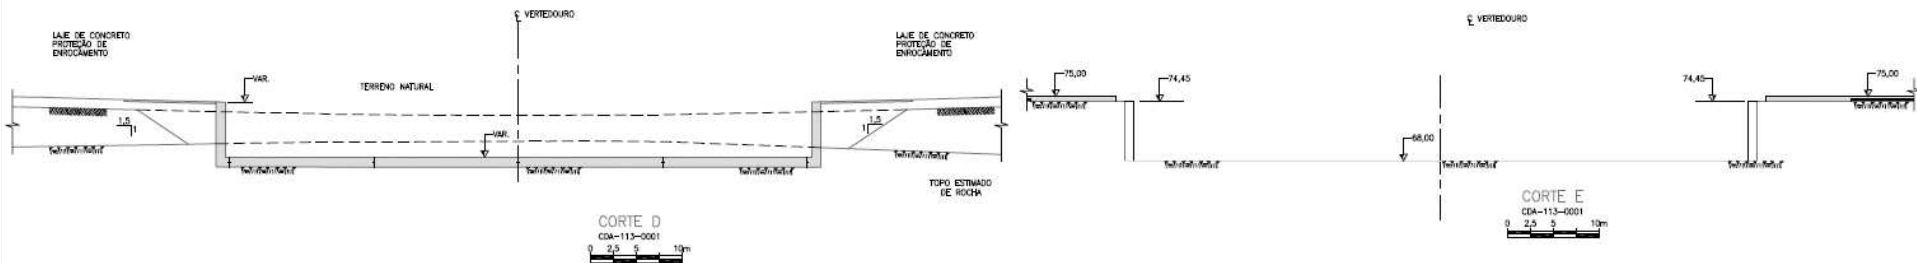 ℄ VERTEDOURO
LAJE DE CONCRETO
PROTEÇÃO DE
ENROCAMENTO
VAR.
TERRENO NATURAL
LAJE DE CONCRETO
PROTEÇÃO DE
ENROCAMENTO
1,5
1
VAR.
1,5
1
TOPO ESTIMADO
DE ROCHA
CORTE D
CDA-113-0001
0 2,5 5 10m
℄ VERTEDOURO
75,00
74,45
74,45
75,00
68,00
CORTE E
CDA-113-0001
0 2,5 5 10m